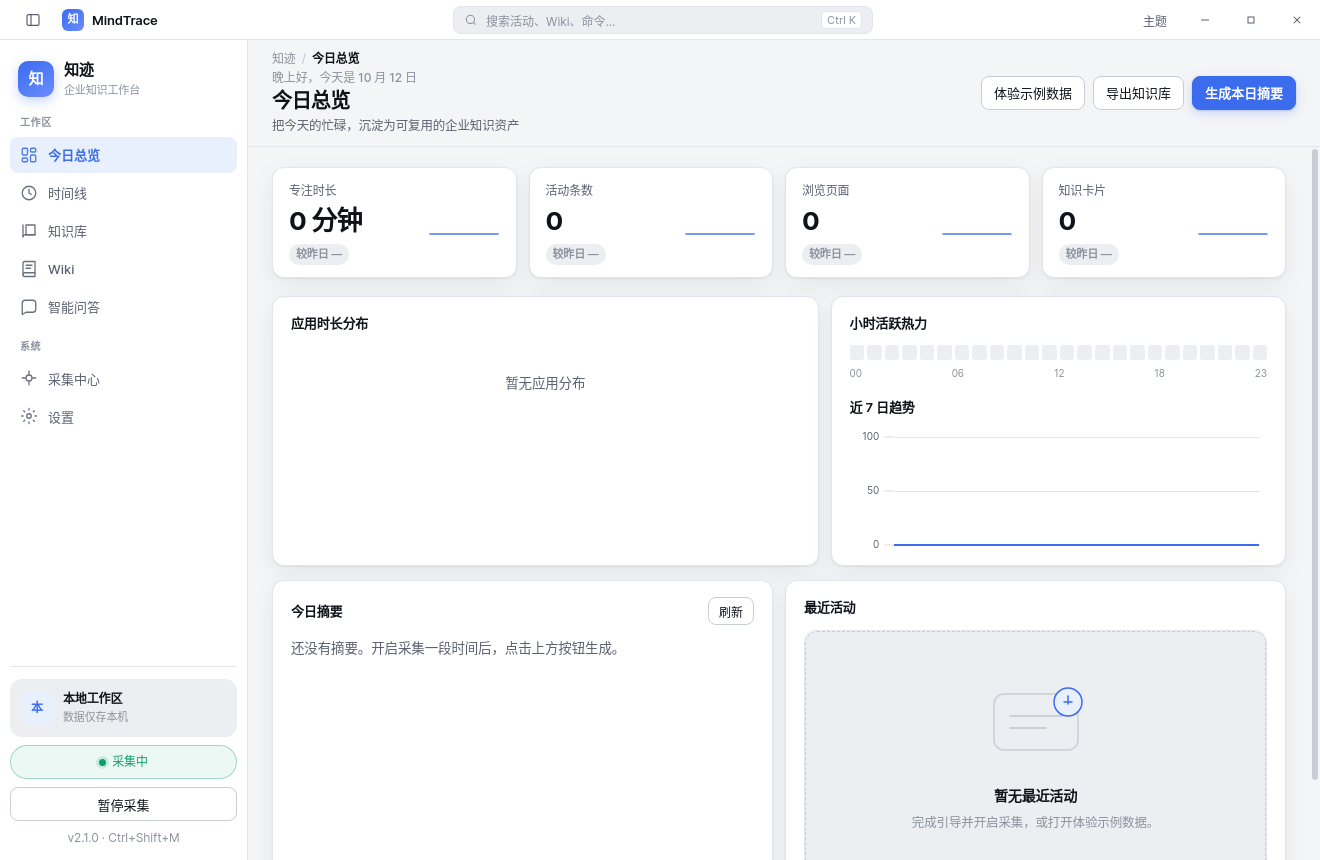 知 MindTrace
搜索活动、Wiki、命令...
Ctrl K
主题
知
知迹
企业知识工作台
工作区
今日总览
时间线
知识库
Wiki
智能问答
系统
采集中心
设置
本
本地工作区
数据仅存本机
采集中
暂停采集
v2.1.0 · Ctrl+Shift+M
知迹 / 今日总览
晚上好，今天是 10 月 12 日
今日总览
把今天的忙碌，沉淀为可复用的企业知识资产
体验示例数据
导出知识库
生成本日摘要
专注时长
0 分钟
较昨日 —
活动条数
0
较昨日 —
浏览页面
0
较昨日 —
知识卡片
0
较昨日 —
应用时长分布
暂无应用分布
小时活跃热力
00 06 12 18 23
近 7 日趋势
100
50
0
今日摘要
刷新
还没有摘要。开启采集一段时间后，点击上方按钮生成。
最近活动
暂无最近活动
完成引导并开启采集，或打开体验示例数据。